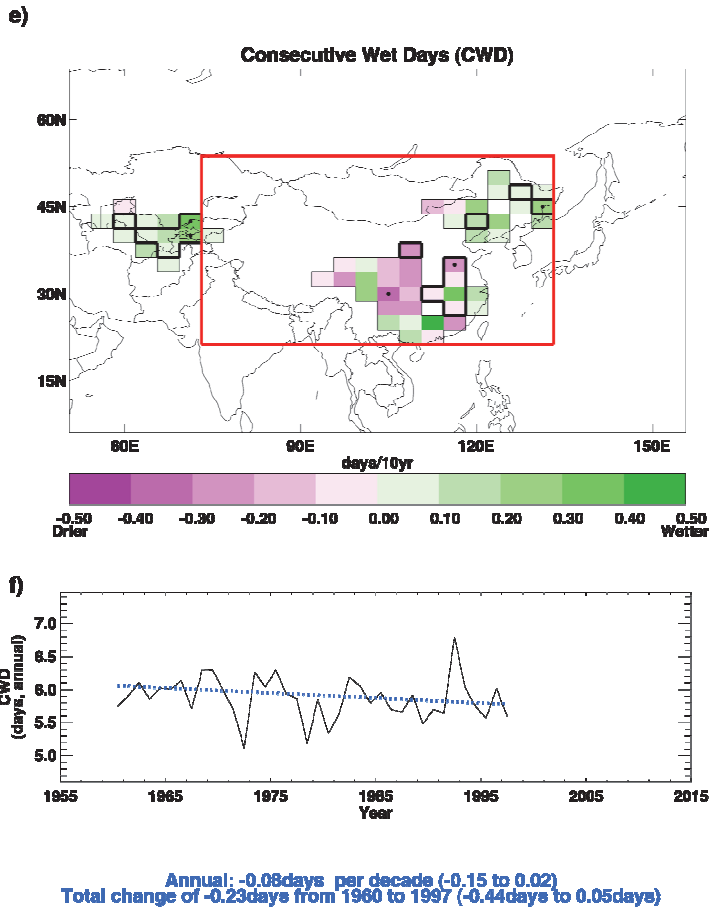 e)
Consecutive Wet Days (CWD)
60N
45N
30N
15N
60E 90E 120E 150E
days/10yr
-0.50 -0.40 -0.30 -0.20 -0.10 0.00 0.10 0.20 0.30 0.40 0.50
Drier Wetter
f)
CWD
(days, annual)
7.0
6.5
6.0
5.5
5.0
1955 1965 1975 1985 1995 2005 2015
Year
Annual: -0.08days per decade (-0.15 to 0.02)
Total change of -0.23days from 1960 to 1997 (-0.44days to 0.05days)